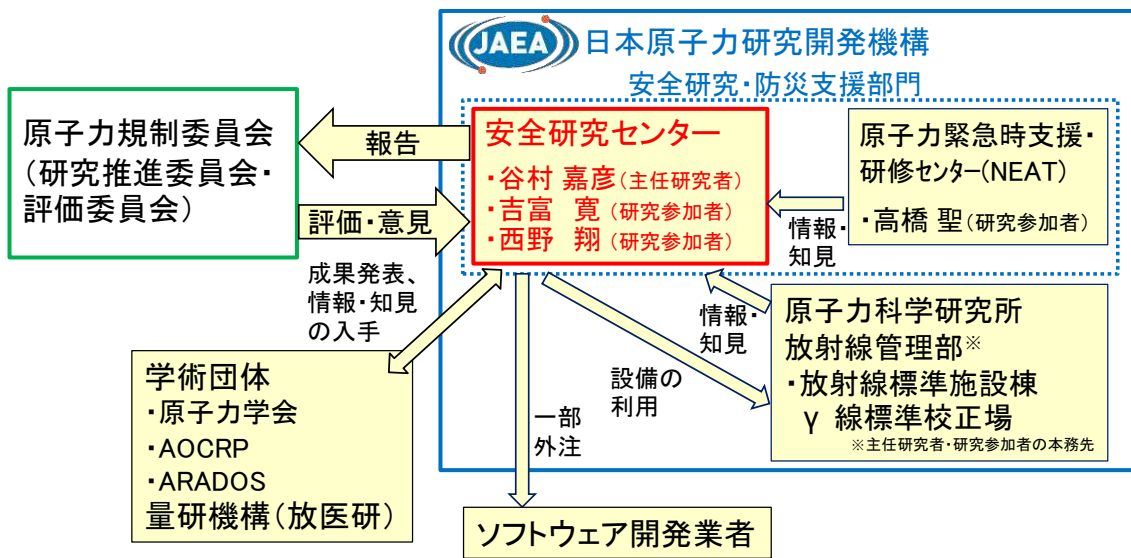 JAEA 日本原子力研究開発機構
安全研究・防災支援部門
原子力規制委員会
(研究推進委員会・
評価委員会)
報告
評価・意見
安全研究センター
・谷村 嘉彦(主任研究者)
・吉富 寛(研究参加者)
・西野 翔(研究参加者)
原子力緊急時支援・
研修センター(NEAT)
・高橋 聖(研究参加者)
情報・
知見
成果発表、
情報・知見
の入手
学術団体
・原子力学会
・AOCRP
・ARADOS
量研機構(放医研)
一部
外注
設備の
利用
情報・
知見
原子力科学研究所
放射線管理部※
・放射線標準施設棟
γ 線標準校正場
※主任研究者・研究参加者の本務先
ソフトウェア開発業者